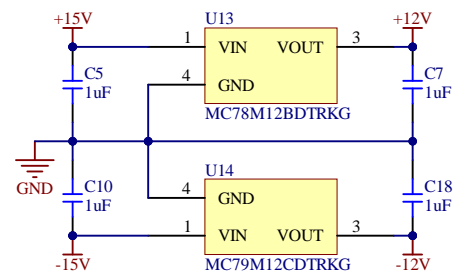 +15V
U13
+12V
1
VIN
VOUT
3
C5
1uF
4
GND
C7
1uF
MC78M12BDTRKG
GND
U14
C10
1uF
4
GND
C18
1uF
1
VIN
VOUT
3
-15V
MC79M12CDTRKG
-12V